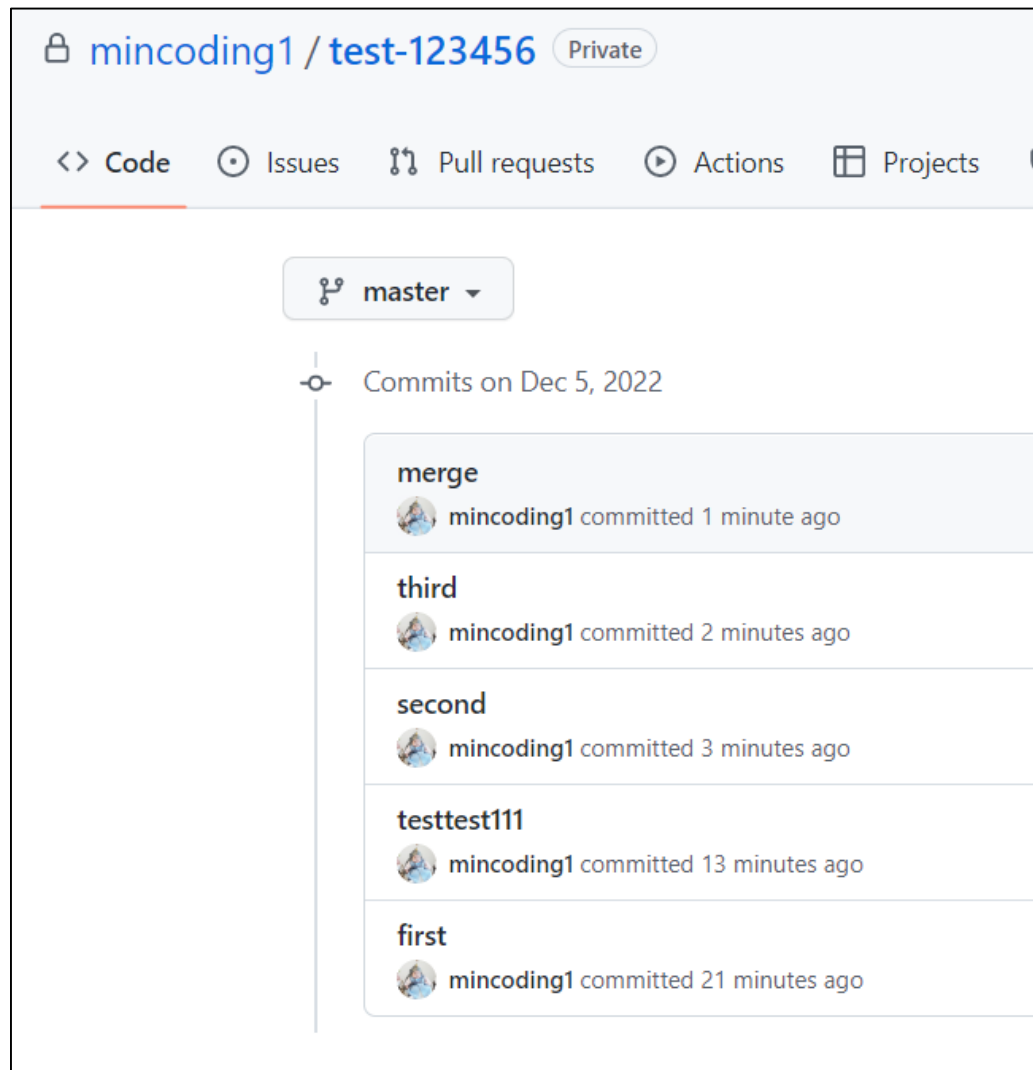 mincoding1 / test-123456 Private
Code Issues Pull requests Actions Projects
master
Commits on Dec 5, 2022
merge
mincoding1 committed 1 minute ago
third
mincoding1 committed 2 minutes ago
second
mincoding1 committed 3 minutes ago
testtest111
mincoding1 committed 13 minutes ago
first
mincoding1 committed 21 minutes ago